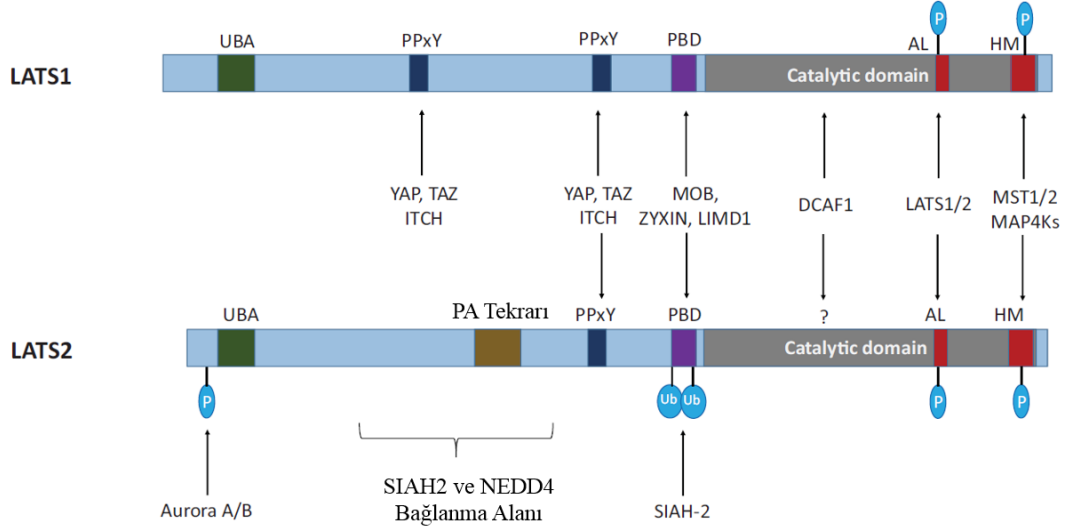 P P
UBA PPxY PPxY PBD AL HM
LATS1 Catalytic domain
YAP, TAZ YAP, TAZ MOB, DCAF1 LATS1/2 MST1/2
ITCH ITCH ZYXIN, LIMD1 MAP4Ks
UBA PA Tekrarı PPxY PBD ? AL HM
LATS2 Catalytic domain
P Ub Ub P P
SIAH2 ve NEDD4
Bağlanma Alanı
Aurora A/B SIAH-2